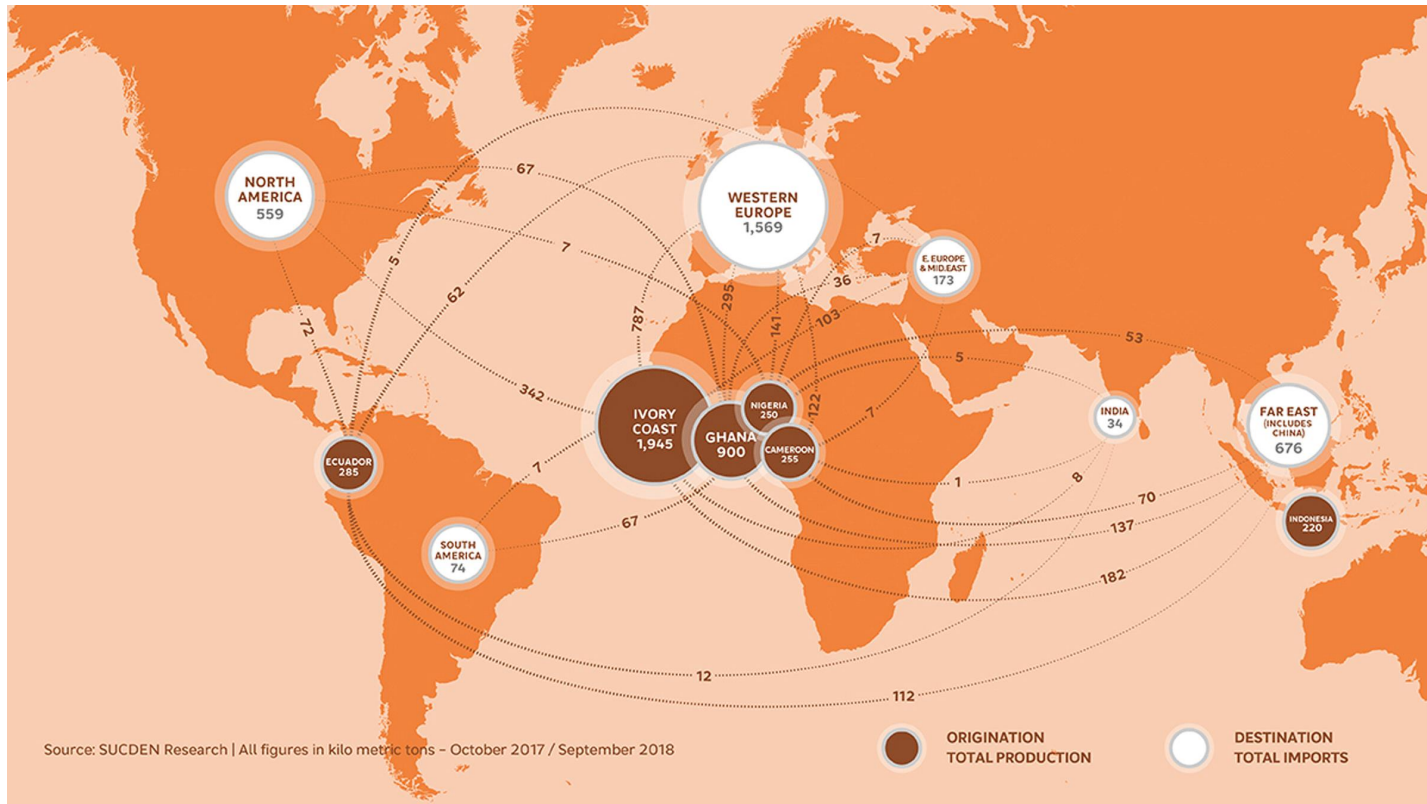 NORTH
AMERICA
559
WESTERN
EUROPE
1,569
E. EUROPE
& MID.EAST
173
67
7
5
62
72
342
787
295
141
36
7
103
122
7
53
5
IVORY
COAST
1,945
GHANA
900
NIGERIA
250
CAMEROON
255
INDIA
34
FAR EAST
(INCLUDES
CHINA)
676
ECUADOR
285
7
67
SOUTH
AMERICA
74
1
8
70
137
182
INDONESIA
220
12
112
Source: SUCDEN Research | All figures in kilo metric tons – October 2017 / September 2018
ORIGINATION
TOTAL PRODUCTION
DESTINATION
TOTAL IMPORTS